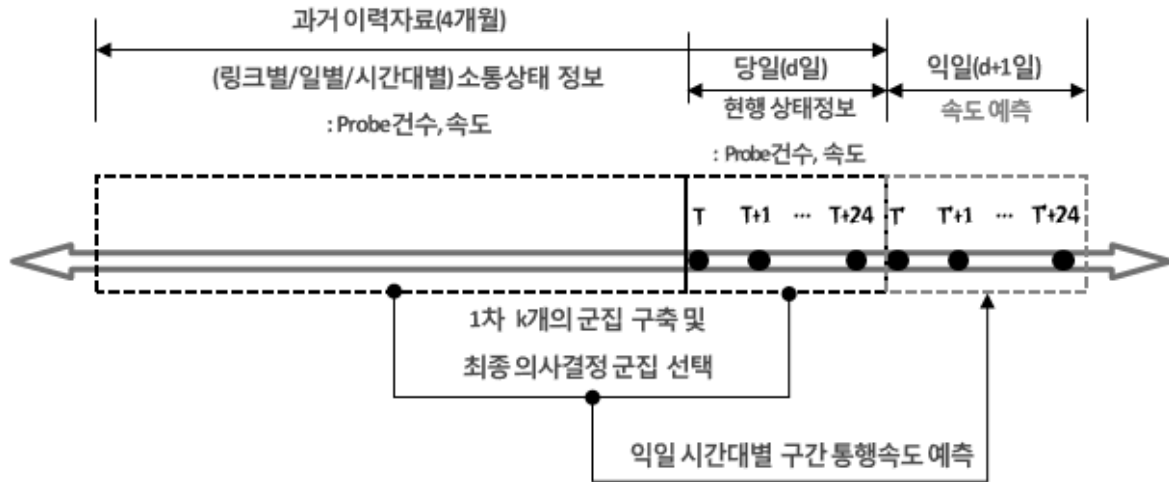 과거 이력자료(4개월)
(링크별/일별/시간대별) 소통상태 정보
: Probe건수, 속도
당일(d일)
현행 상태정보
: Probe건수, 속도
익일(d+1일)
속도 예측
T T+1 ... T+24 T' T'+1 ... T'+24
1차 k개의 군집 구축 및
최종 의사결정 군집 선택
익일 시간대별 구간 통행속도 예측